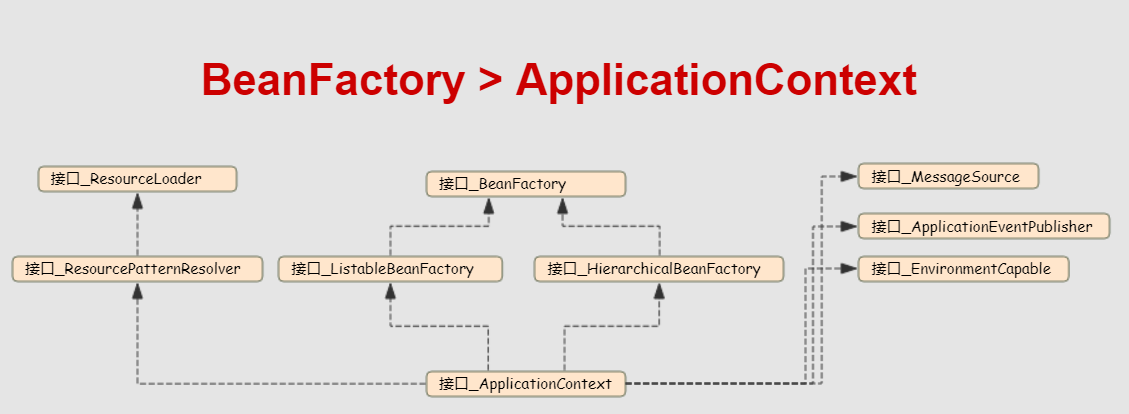 BeanFactory > ApplicationContext
接口_ResourceLoader
接口_BeanFactory
接口_MessageSource
接口_ApplicationEventPublisher
接口_ResourcePatternResolver
接口_ListableBeanFactory
接口_HierarchicalBeanFactory
接口_EnvironmentCapable
接口_ApplicationContext